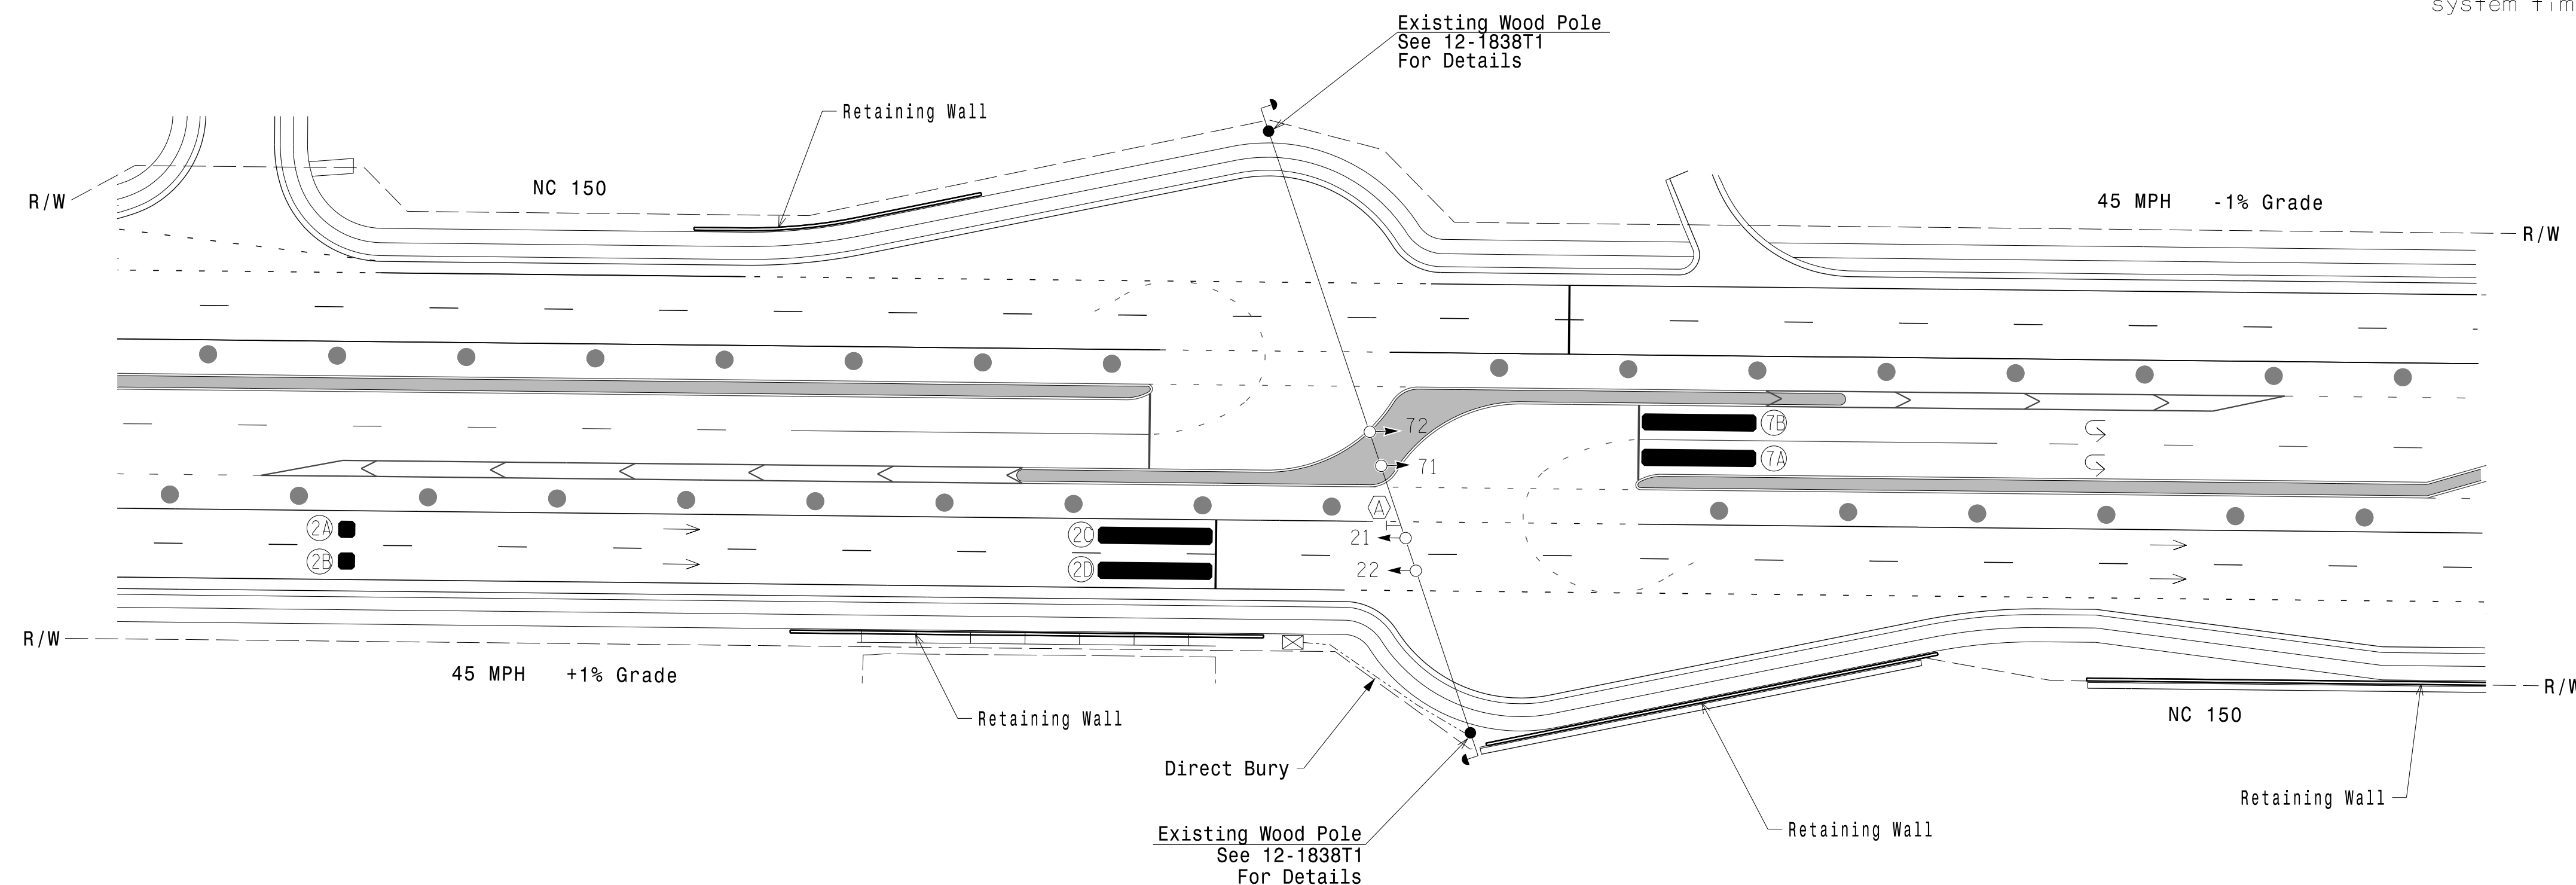 system tim
Existing Wood Pole
See 12-1838T1
For Details
Retaining Wall
NC 150
R/W
45 MPH -1% Grade
R/W
72
7B
71
7A
A
2A
2C
21
2B
2D
22
R/W
45 MPH +1% Grade
R/W
Retaining Wall
NC 150
Direct Bury
Retaining Wall
Existing Wood Pole
See 12-1838T1
For Details
Retaining Wall